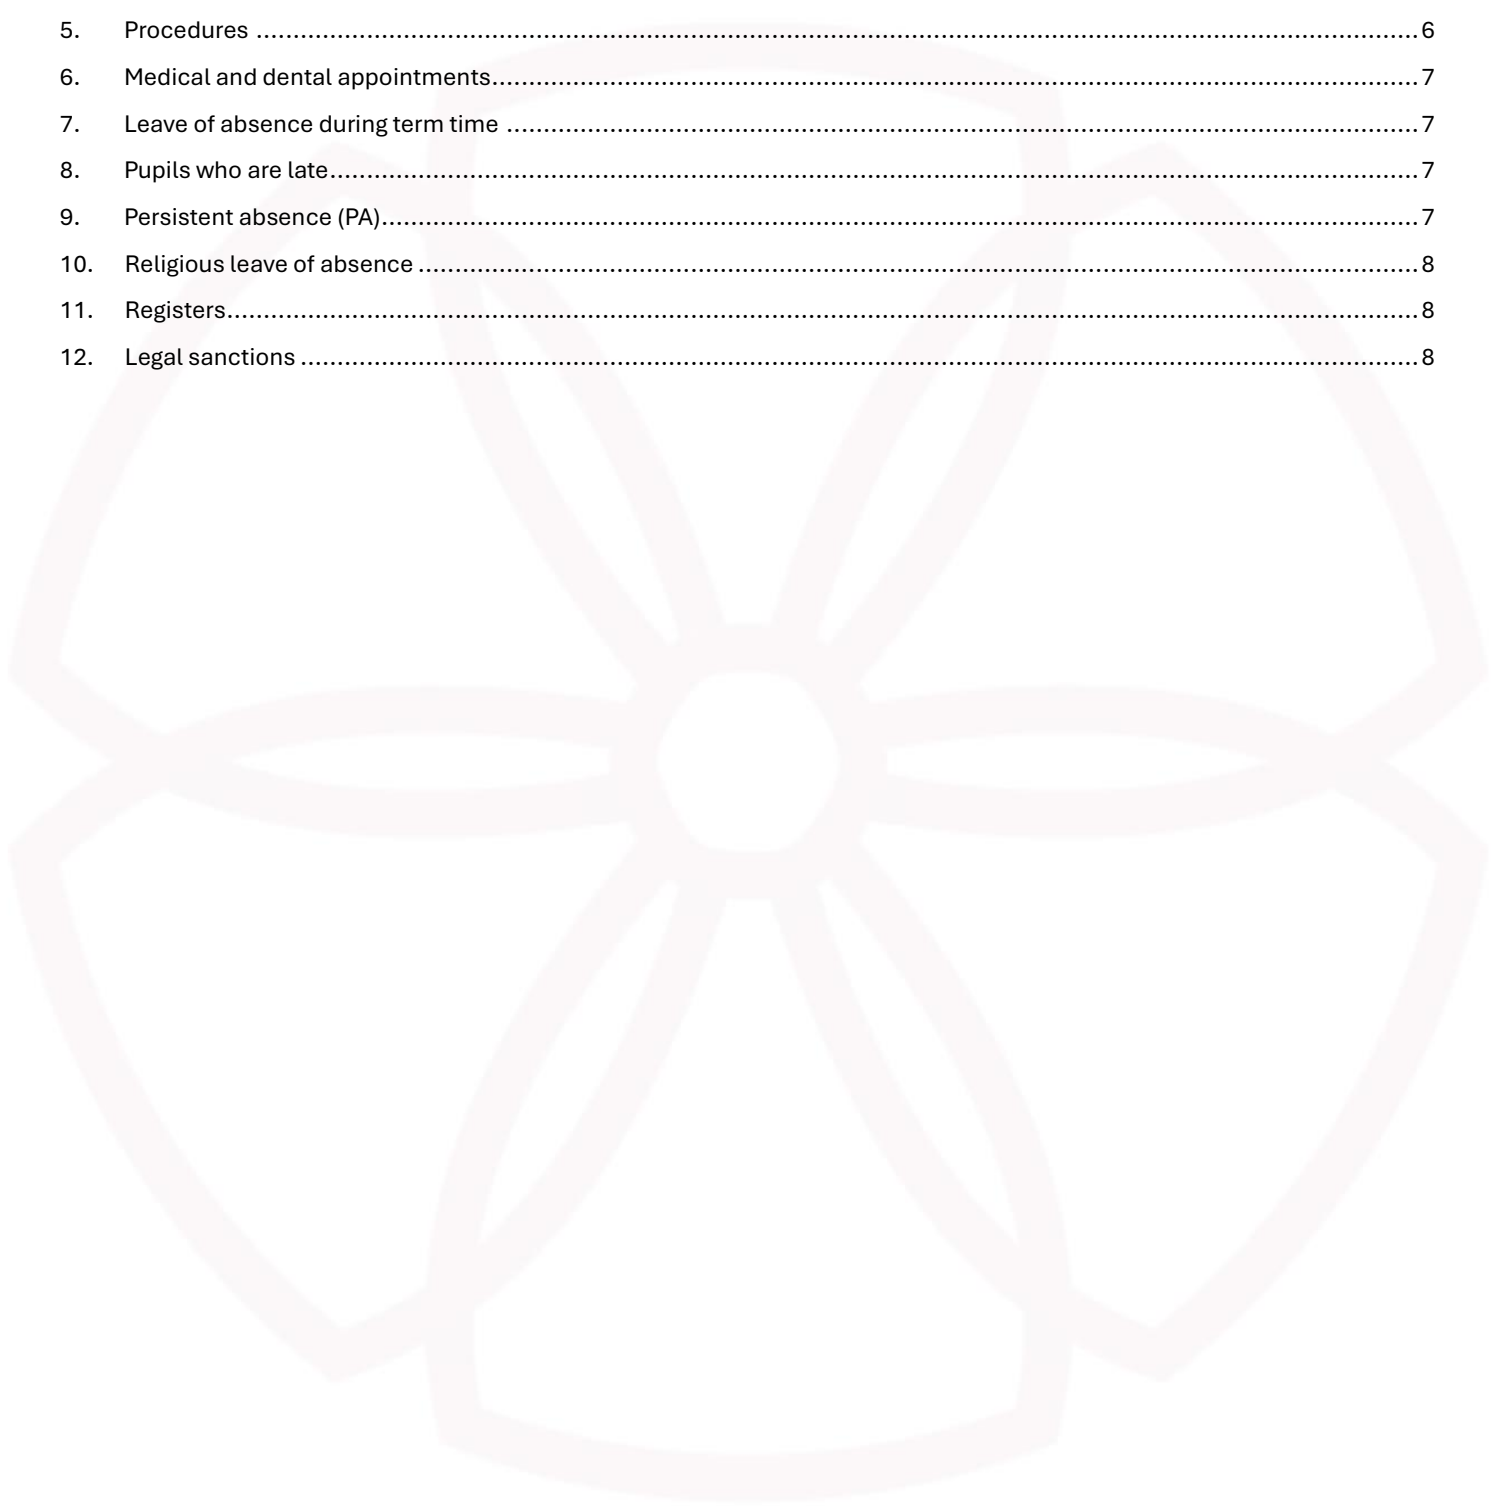 5. Procedures ........................................................................................................................ 6
6. Medical and dental appointments........................................................................................ 7
7. Leave of absence during term time ...................................................................................... 7
8. Pupils who are late............................................................................................................... 7
9. Persistent absence (PA)........................................................................................................ 7
10. Religious leave of absence ................................................................................................. 8
11. Registers............................................................................................................................ 8
12. Legal sanctions .................................................................................................................. 8